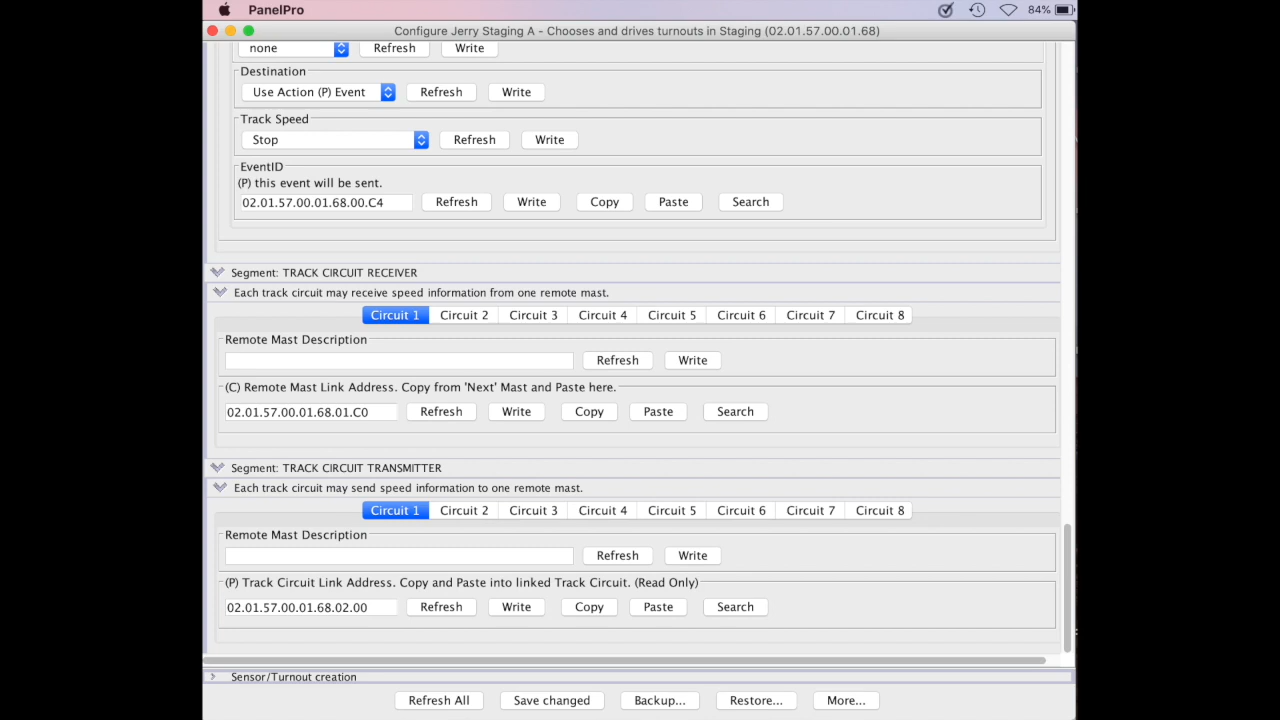 PanelPro 84%
Configure Jerry Staging A - Chooses and drives turnouts in Staging (02.01.57.00.01.68)
none Refresh Write
Destination
Use Action (P) Event Refresh Write
Track Speed
Stop Refresh Write
EventID
(P) this event will be sent.
02.01.57.00.01.68.00.C4 Refresh Write Copy Paste Search
Segment: TRACK CIRCUIT RECEIVER
Each track circuit may receive speed information from one remote mast.
Circuit 1 Circuit 2 Circuit 3 Circuit 4 Circuit 5 Circuit 6 Circuit 7 Circuit 8
Remote Mast Description
Refresh Write
(C) Remote Mast Link Address. Copy from 'Next' Mast and Paste here.
02.01.57.00.01.68.01.C0 Refresh Write Copy Paste Search
Segment: TRACK CIRCUIT TRANSMITTER
Each track circuit may send speed information to one remote mast.
Circuit 1 Circuit 2 Circuit 3 Circuit 4 Circuit 5 Circuit 6 Circuit 7 Circuit 8
Remote Mast Description
Refresh Write
(P) Track Circuit Link Address. Copy and Paste into linked Track Circuit. (Read Only)
02.01.57.00.01.68.02.00 Refresh Write Copy Paste Search
Sensor/Turnout creation
Refresh All Save changed Backup... Restore... More...